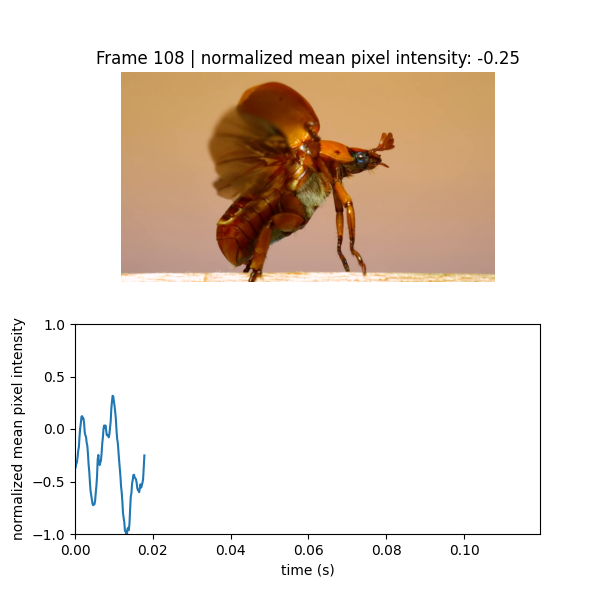 Frame 108 | normalized mean pixel intensity: -0.25
1.0
0.5
0.0
−0.5
−1.0
normalized mean pixel intensity
0.00 0.02 0.04 0.06 0.08 0.10
time (s)